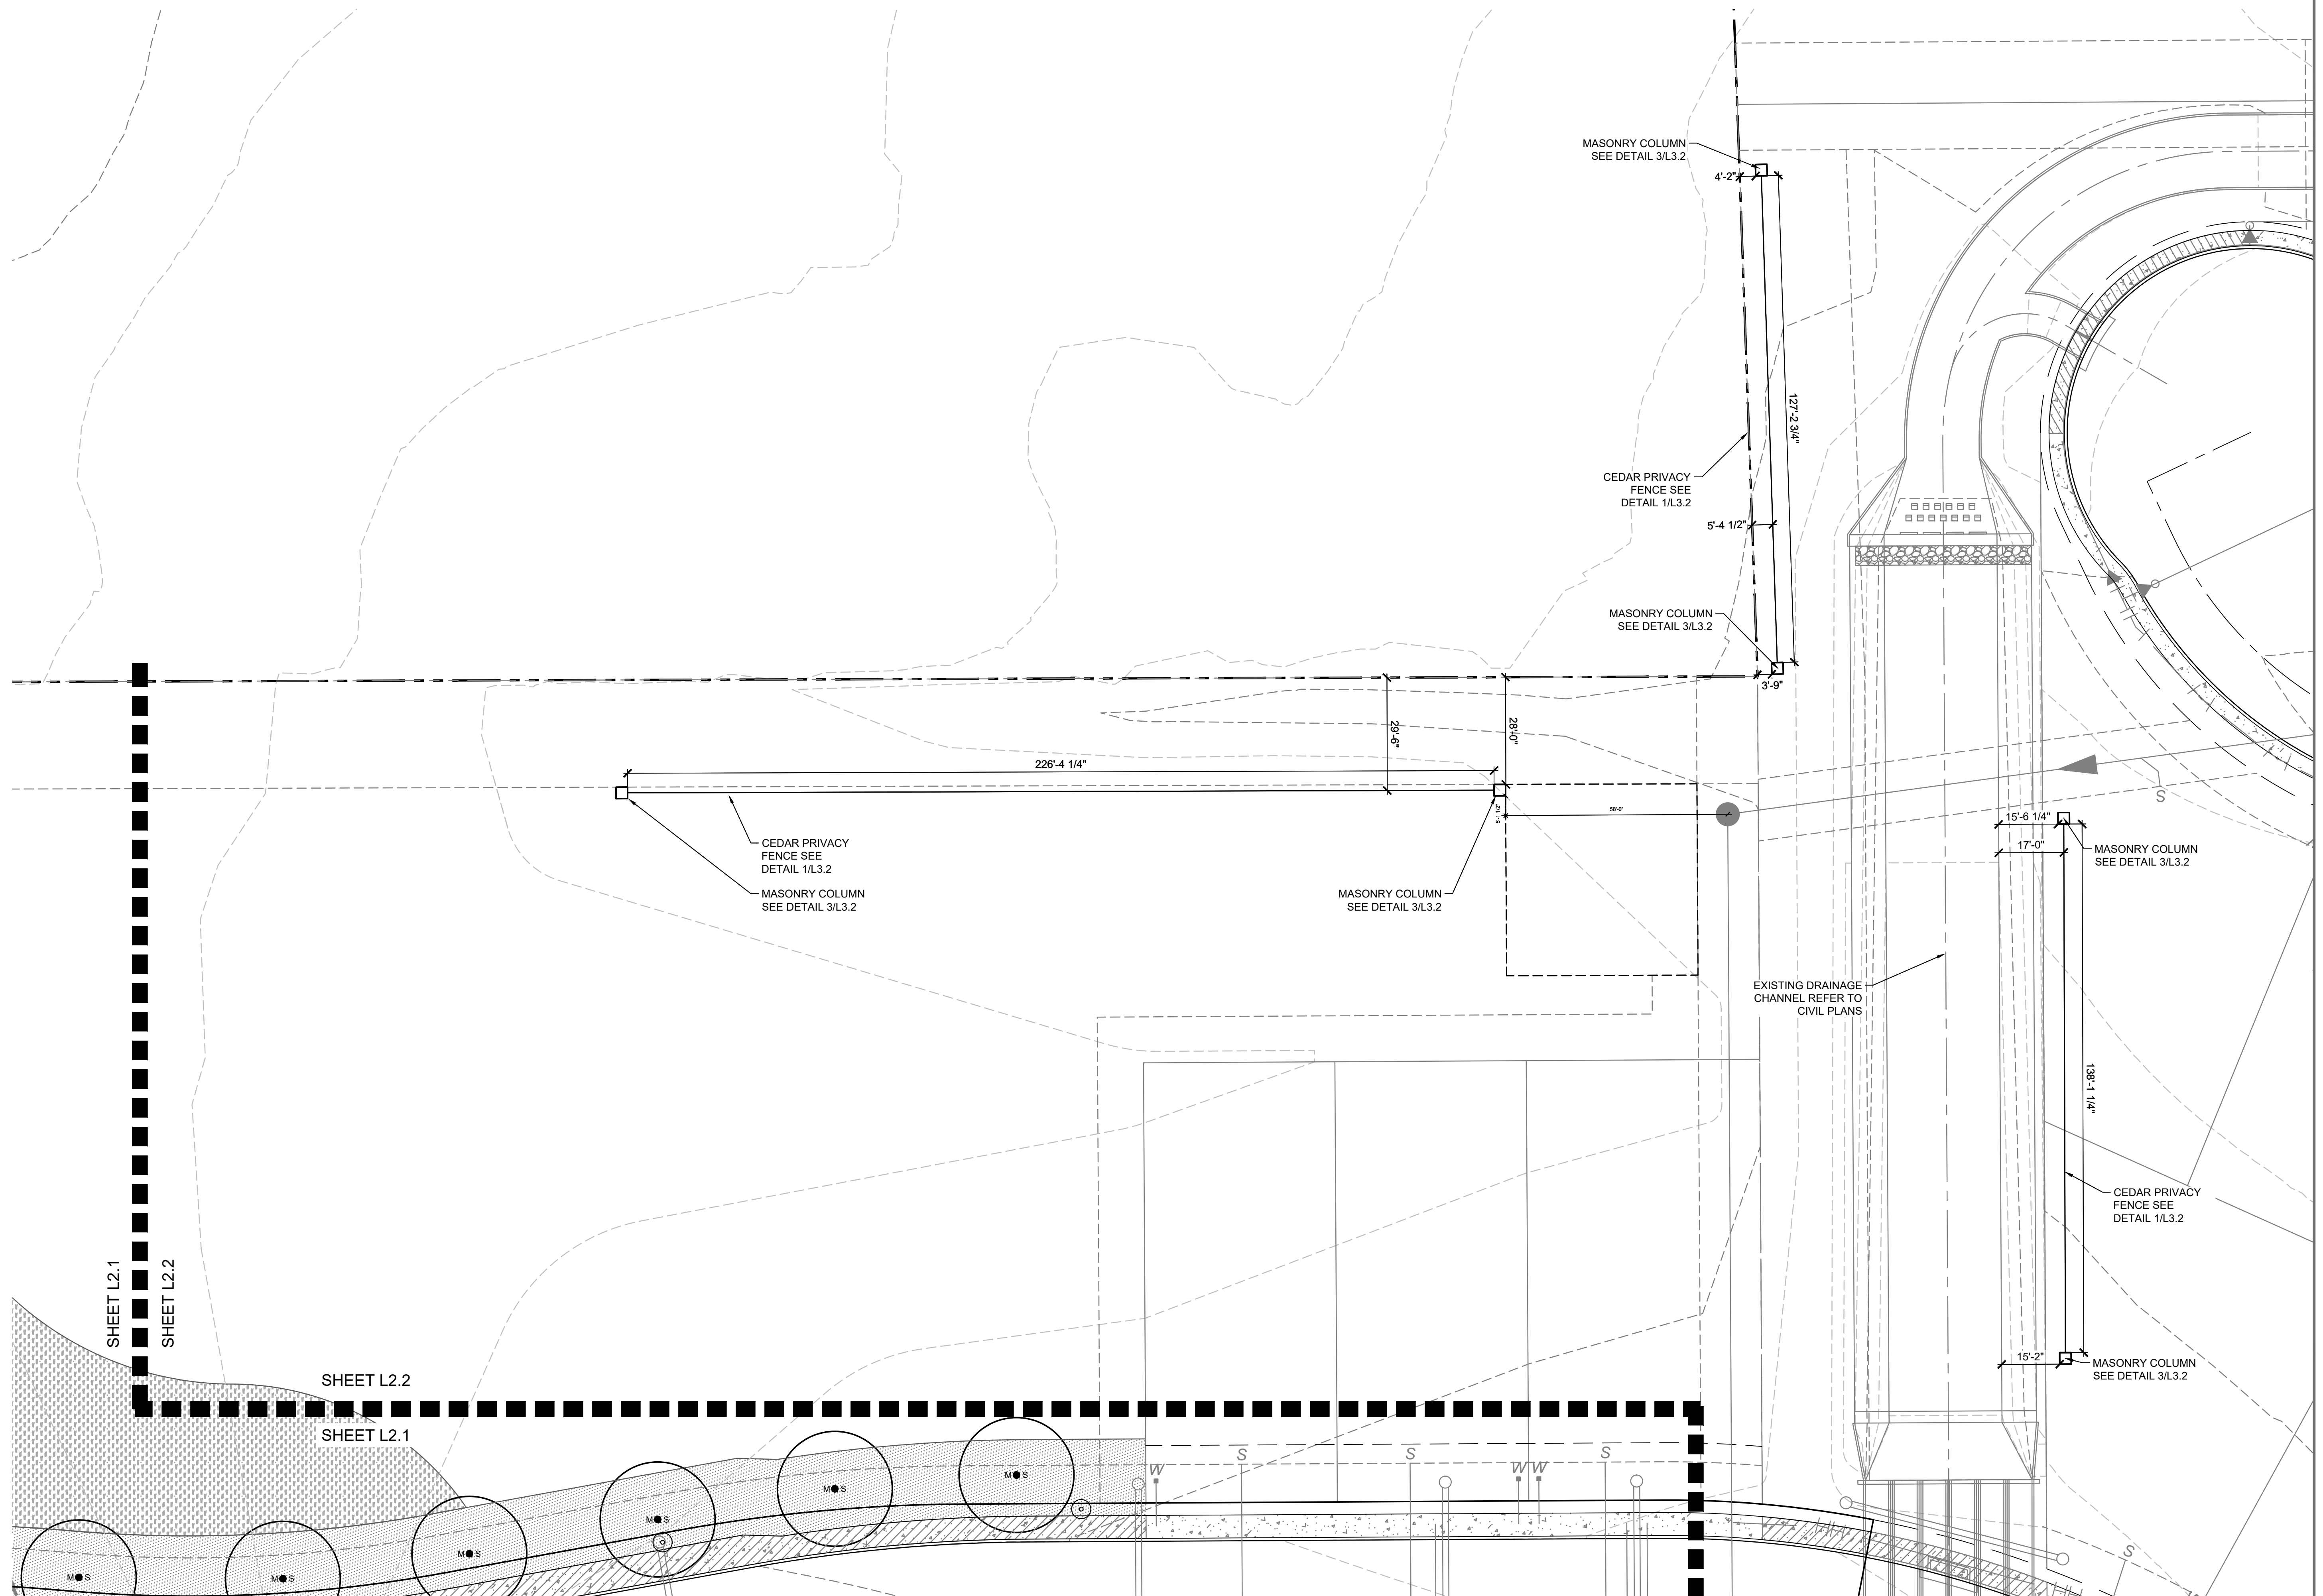 MASONRY COLUMN
SEE DETAIL 3/L3.2
4'-2"
127'-2 3/4"
CEDAR PRIVACY
FENCE SEE
DETAIL 1/L3.2
5'-4 1/2"
MASONRY COLUMN
SEE DETAIL 3/L3.2
3'-9"
29'-6"
28'-0"
226'-4 1/4"
58'-0"
S
15'-6 1/4"
17'-0"
MASONRY COLUMN
SEE DETAIL 3/L3.2
CEDAR PRIVACY
FENCE SEE
DETAIL 1/L3.2
MASONRY COLUMN
SEE DETAIL 3/L3.2
MASONRY COLUMN
SEE DETAIL 3/L3.2
EXISTING DRAINAGE
CHANNEL REFER TO
CIVIL PLANS
138'-1 1/4"
CEDAR PRIVACY
FENCE SEE
DETAIL 1/L3.2
15'-2"
MASONRY COLUMN
SEE DETAIL 3/L3.2
SHEET L2.1
SHEET L2.2
SHEET L2.2
SHEET L2.1
S
S
S
W
W
W
M S
M S
M S
M S
M S
M S
S